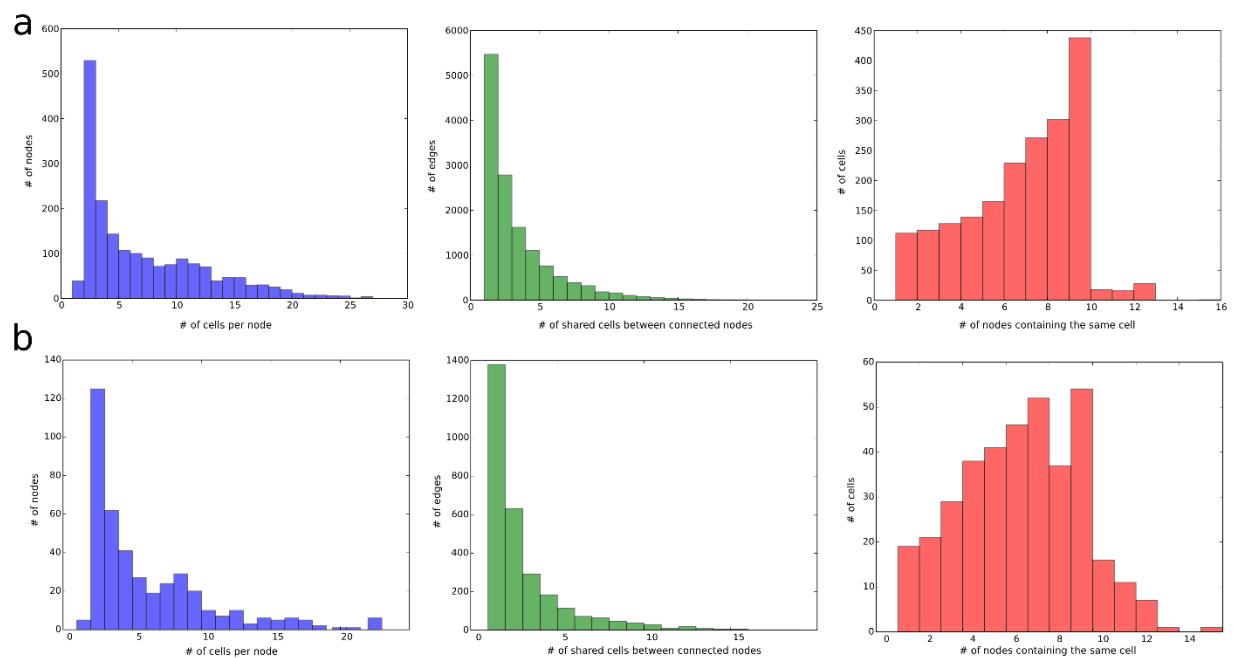 a
600
500
400
300
200
100
0
0 5 10 15 20 25 30
# of nodes
# of cells per node
6000
5000
4000
3000
2000
1000
0
0 5 10 15 20 25
# of edges
# of shared cells between connected nodes
450
400
350
300
250
200
150
100
50
0
0 2 4 6 8 10 12 14 16
# of cells
# of nodes containing the same cell
b
140
120
100
80
60
40
20
0
0 5 10 15 20
# of nodes
# of cells per node
1400
1200
1000
800
600
400
200
0
0 5 10 15
# of edges
# of shared cells between connected nodes
60
50
40
30
20
10
0
0 2 4 6 8 10 12 14
# of cells
# of nodes containing the same cell